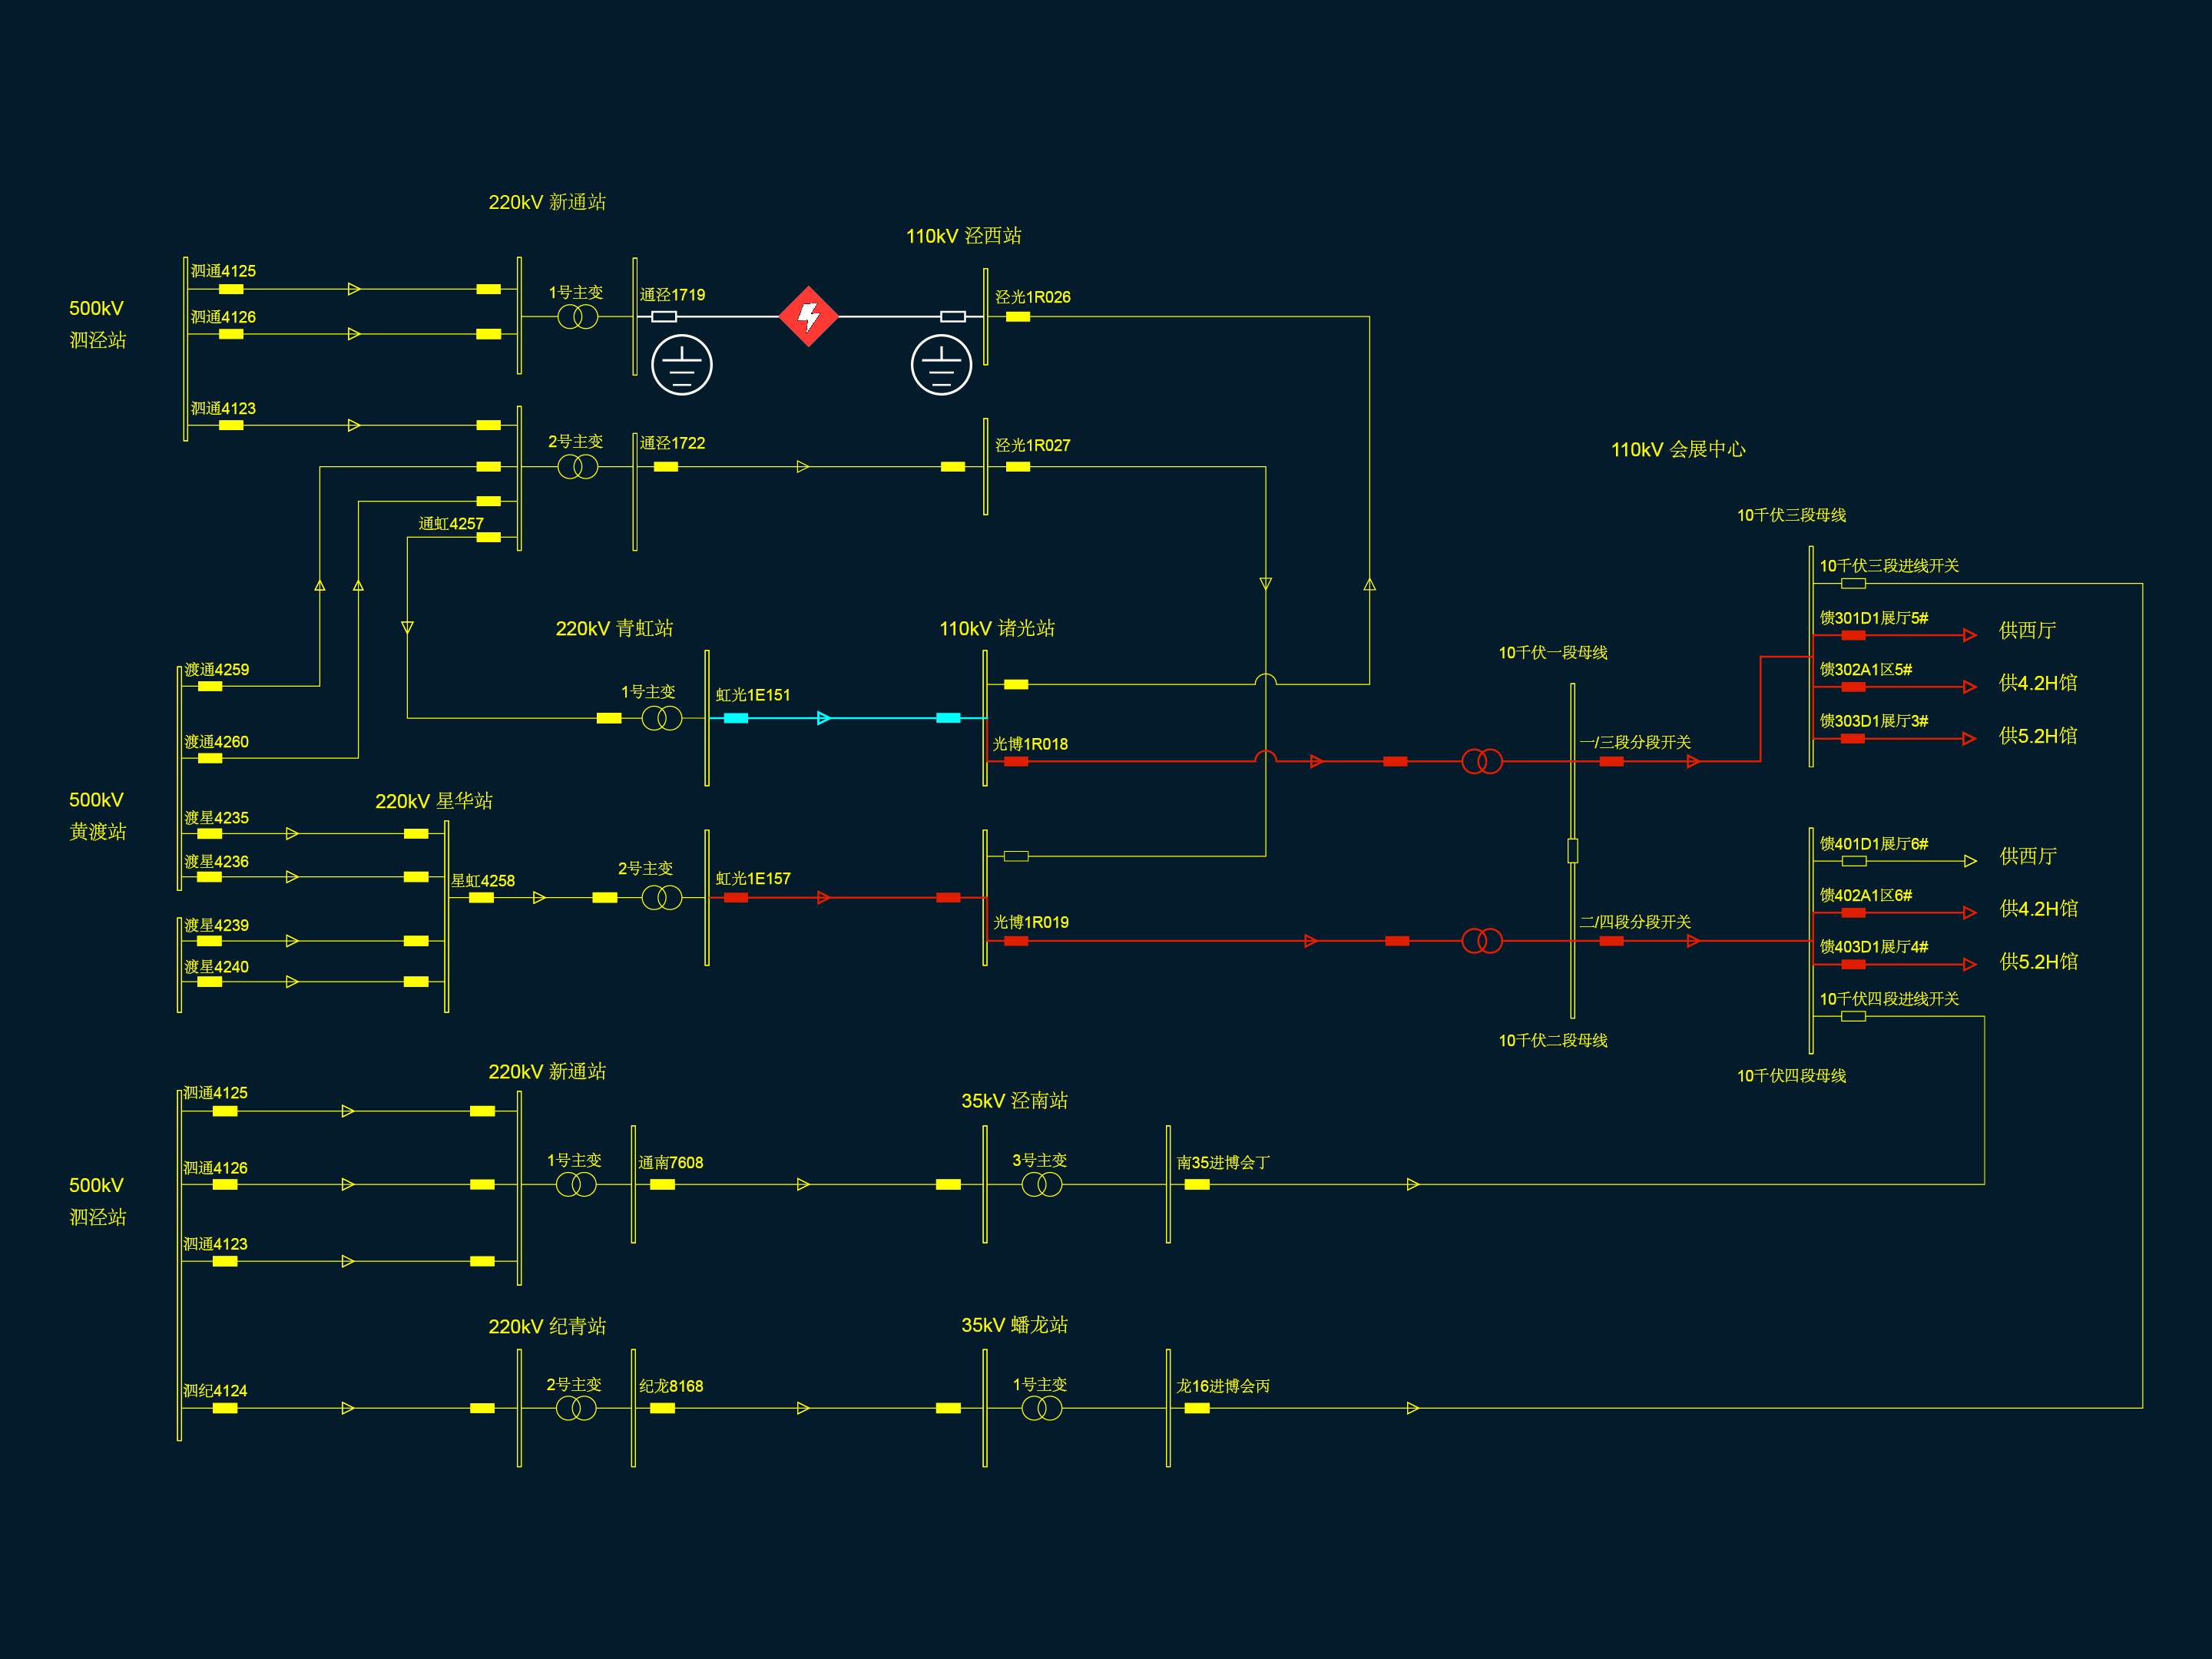 220kV 新通站
110kV 泾西站
500kV
泗泾站
泗通4125
泗通4126
泗通4123
1号主变
通泾1719
泾光1R026
2号主变
通泾1722
泾光1R027
通虹4257
110kV 会展中心
10千伏三段母线
10千伏三段进线开关
馈301D1展厅5#
供西厅
馈302A1区5#
供4.2H馆
馈303D1展厅3#
供5.2H馆
220kV 青虹站
110kV 诸光站
10千伏一段母线
渡通4259
渡通4260
1号主变
虹光1E151
光博1R018
一/三段分段开关
500kV
黄渡站
220kV 星华站
渡星4235
渡星4236
渡星4239
渡星4240
星虹4258
2号主变
虹光1E157
光博1R019
二/四段分段开关
馈401D1展厅6#
供西厅
馈402A1区6#
供4.2H馆
馈403D1展厅4#
供5.2H馆
10千伏四段进线开关
10千伏二段母线
10千伏四段母线
220kV 新通站
35kV 泾南站
500kV
泗泾站
泗通4125
泗通4126
泗通4123
1号主变
通南7608
3号主变
南35进博会丁
220kV 纪青站
35kV 蟠龙站
泗纪4124
2号主变
纪龙8168
1号主变
龙16进博会丙